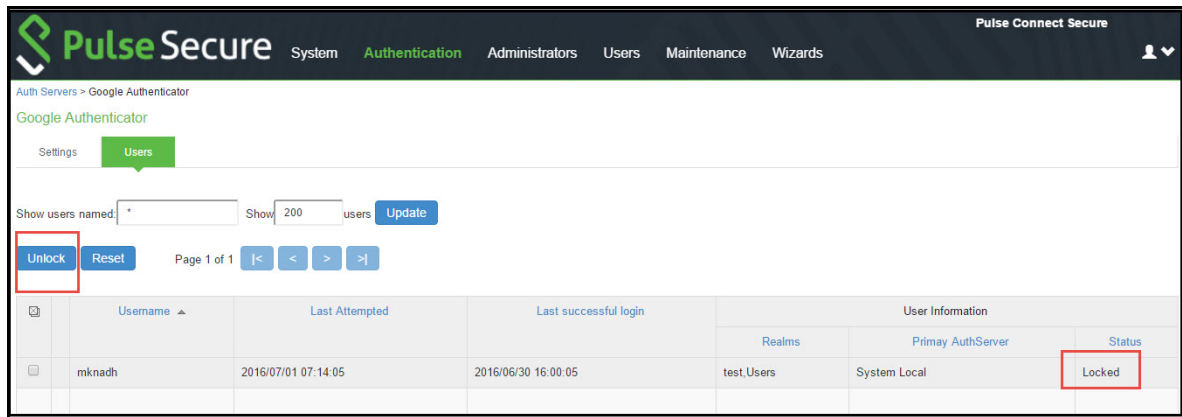 Pulse Connect Secure
Pulse Secure System Authentication Administrators Users Maintenance Wizards
Auth Servers > Google Authenticator
Google Authenticator
Settings Users
Show users named: * Show 200 users Update
Unlock Reset Page 1 of 1 |< < > >|
Username Last Attempted Last successful login User Information
Realms Primay AuthServer Status
mknadh 2016/07/01 07:14:05 2016/06/30 16:00:05 test,Users System Local Locked